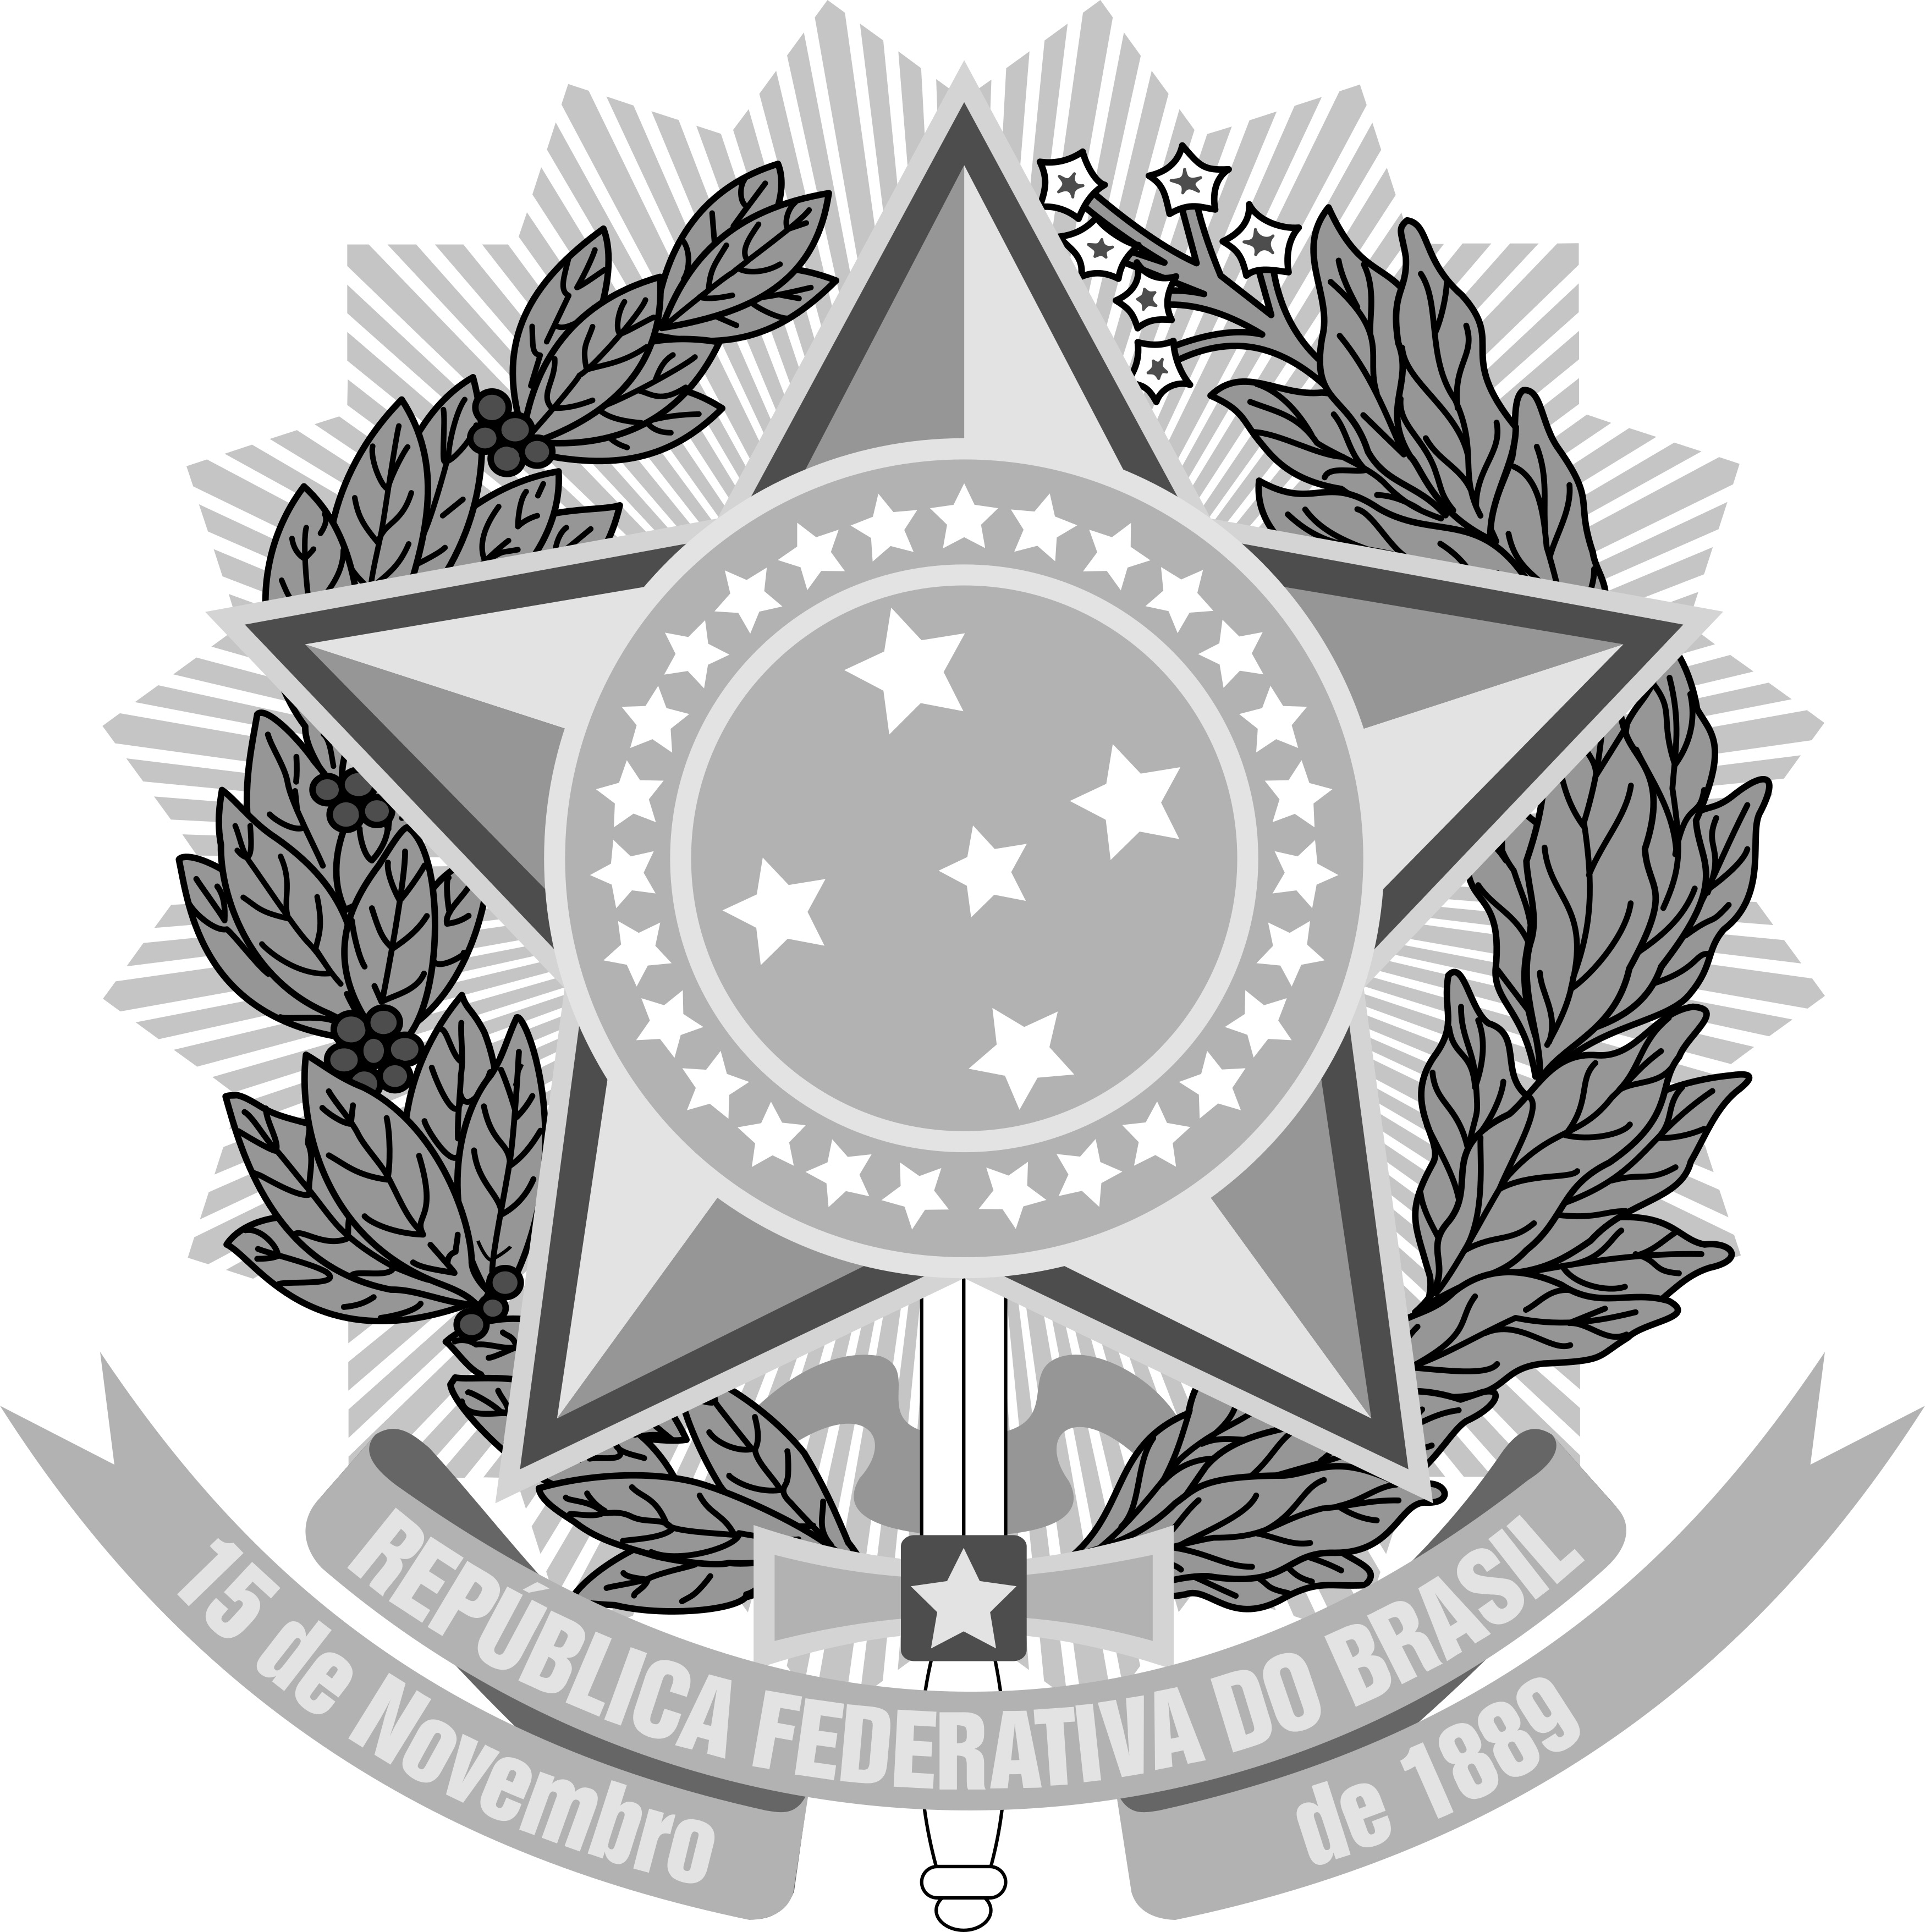 REPÚBLICA FEDERATIVA DO BRASIL
15 de Novembro
de 1889